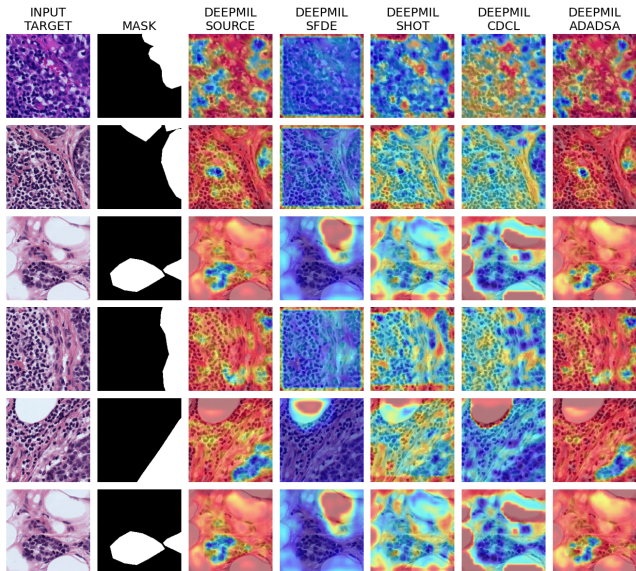 INPUT TARGET
MASK
DEEPMIL SOURCE
DEEPMIL SFDE
DEEPMIL SHOT
DEEPMIL CDCL
DEEPMIL ADADSA